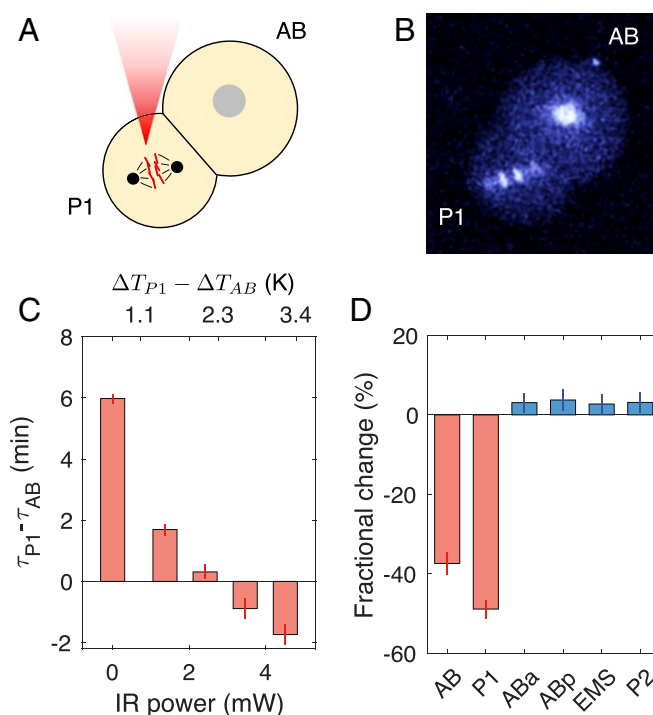 A
AB
P1
B
AB
P1
C
ΔT_{P1} − ΔT_{AB} (K)
1.1 2.3 3.4
τ_{P1}-τ_{AB} (min)
8
6
4
2
0
-2
0 2 4
IR power (mW)
D
Fractional change (%)
20
0
-20
-40
-60
AB P1 ABa ABp EMS P2